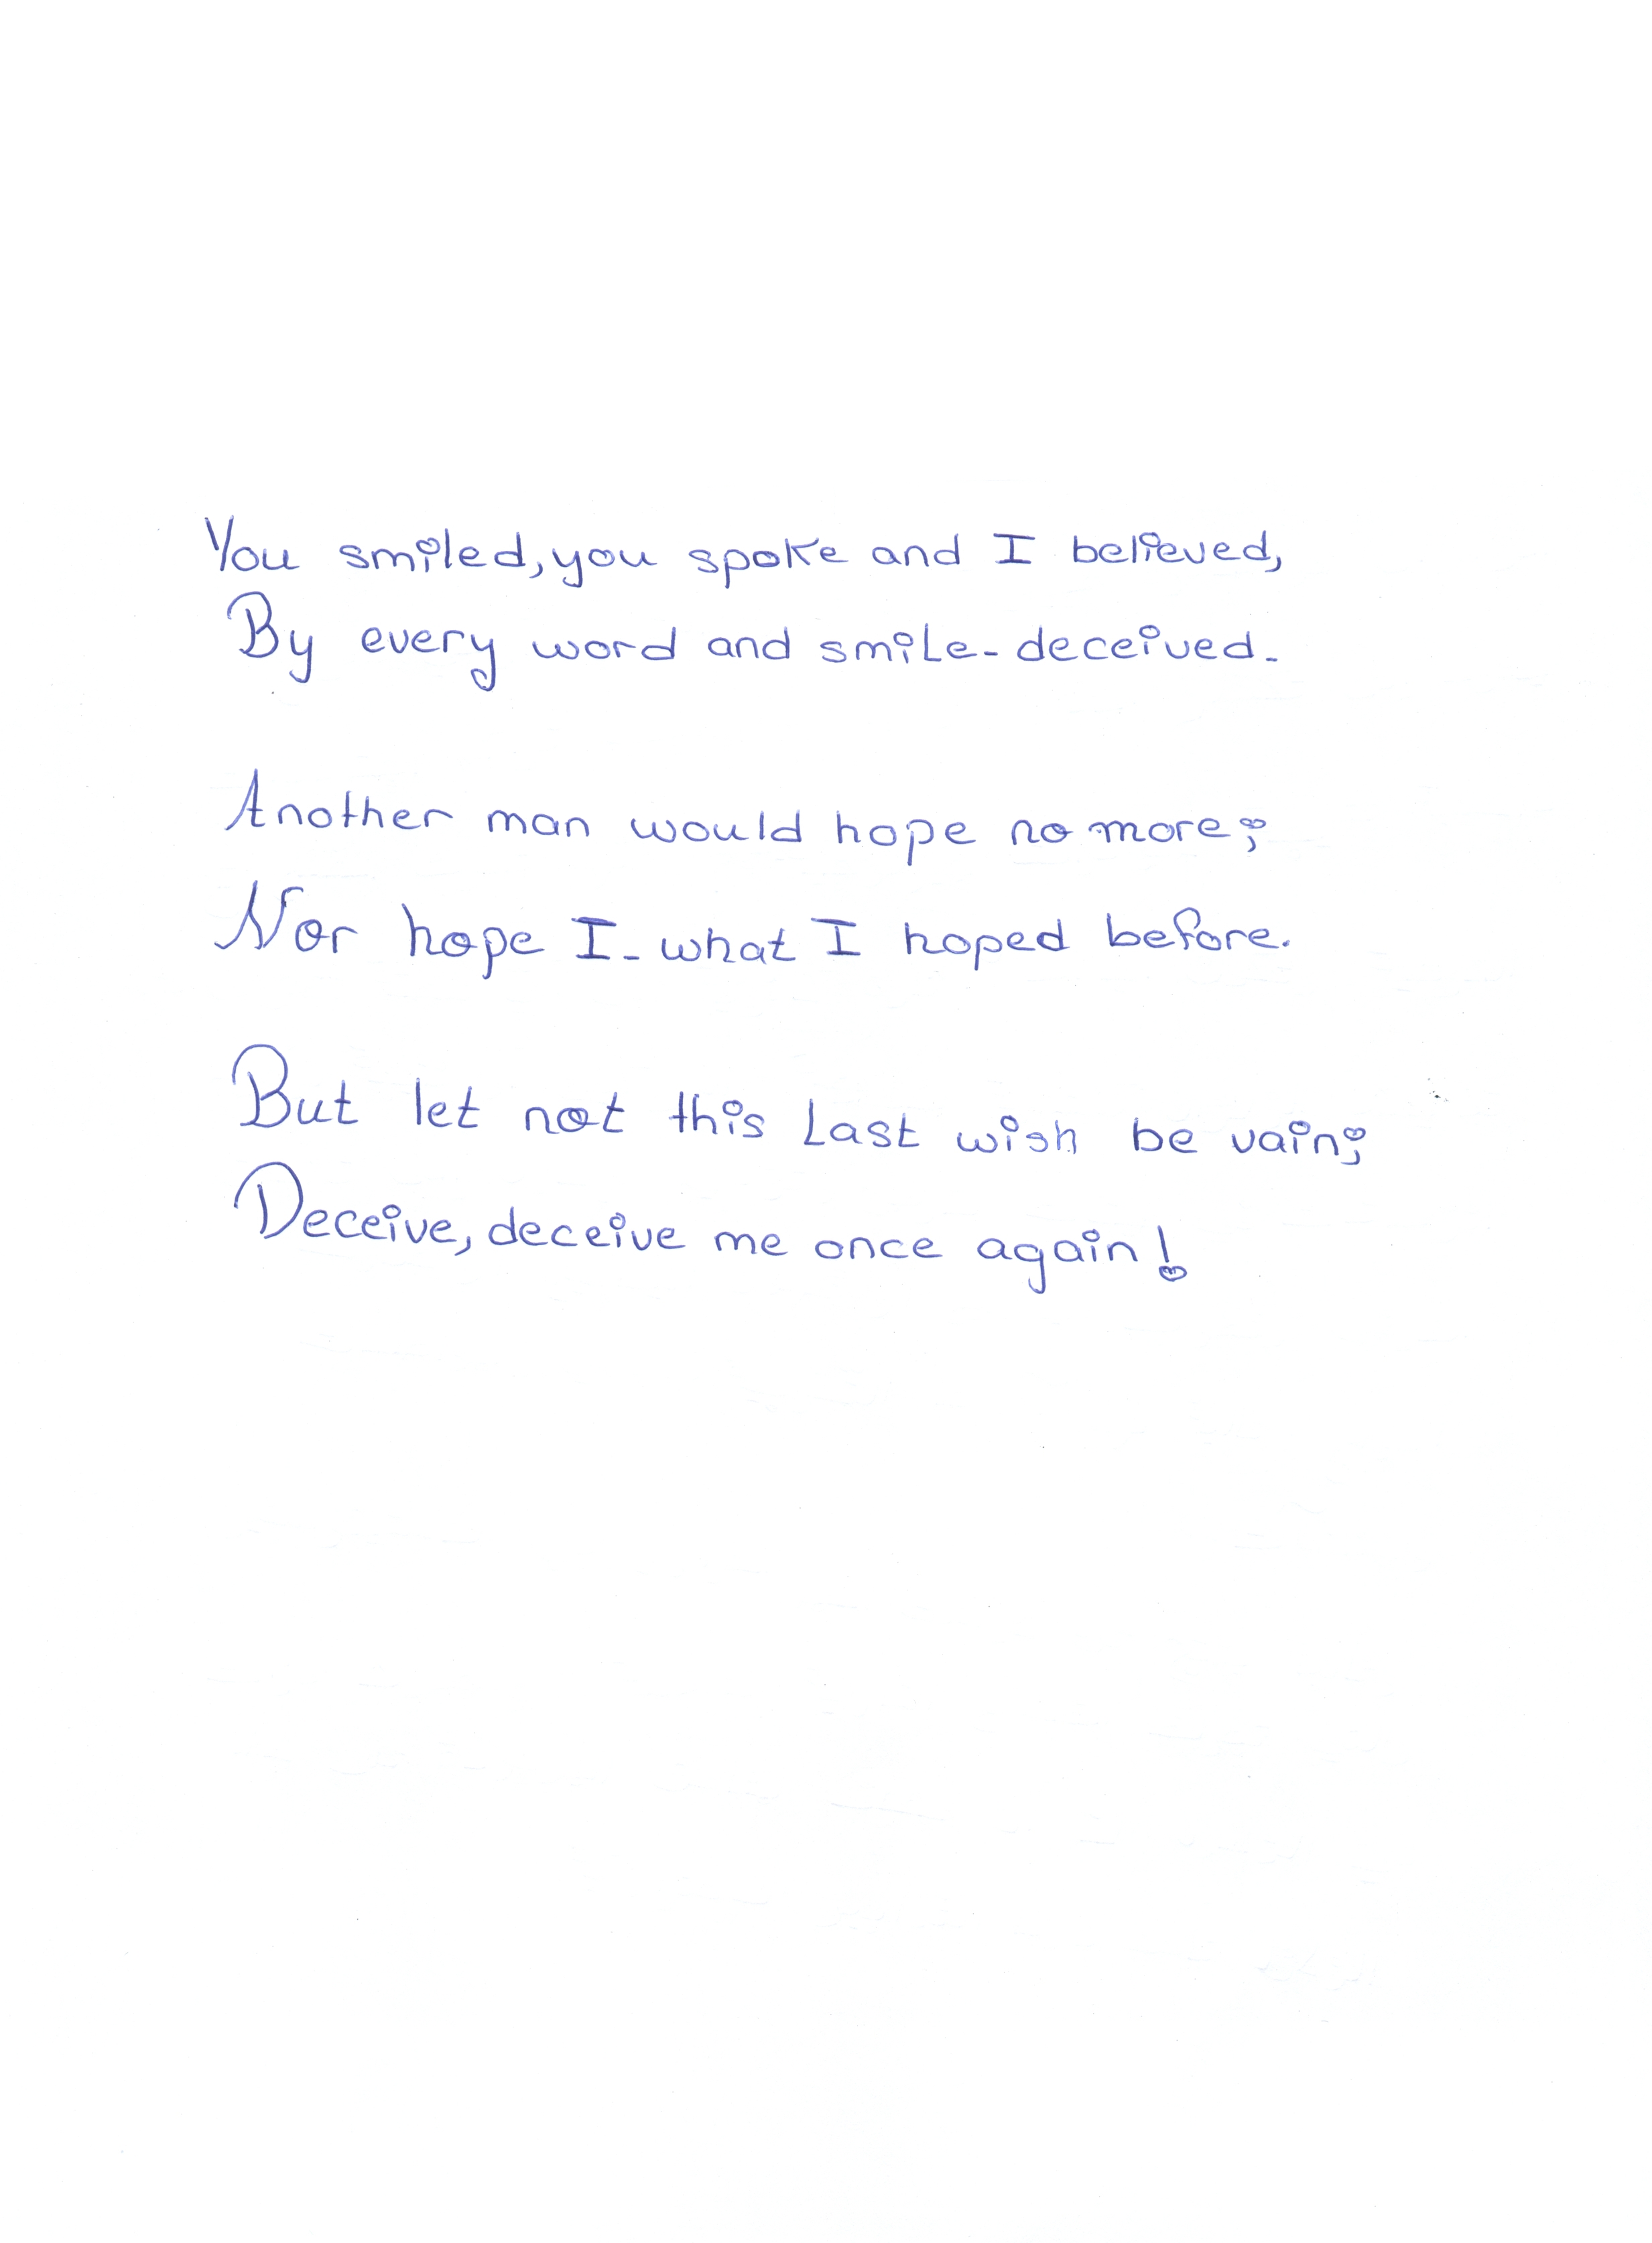 You smiled, you spoke and I believed,
By every word and smile - deceived.
Another man would hope no more;
Nor hope I - what I hoped before.
But let not this last wish be vain;
Deceive, deceive me once again!